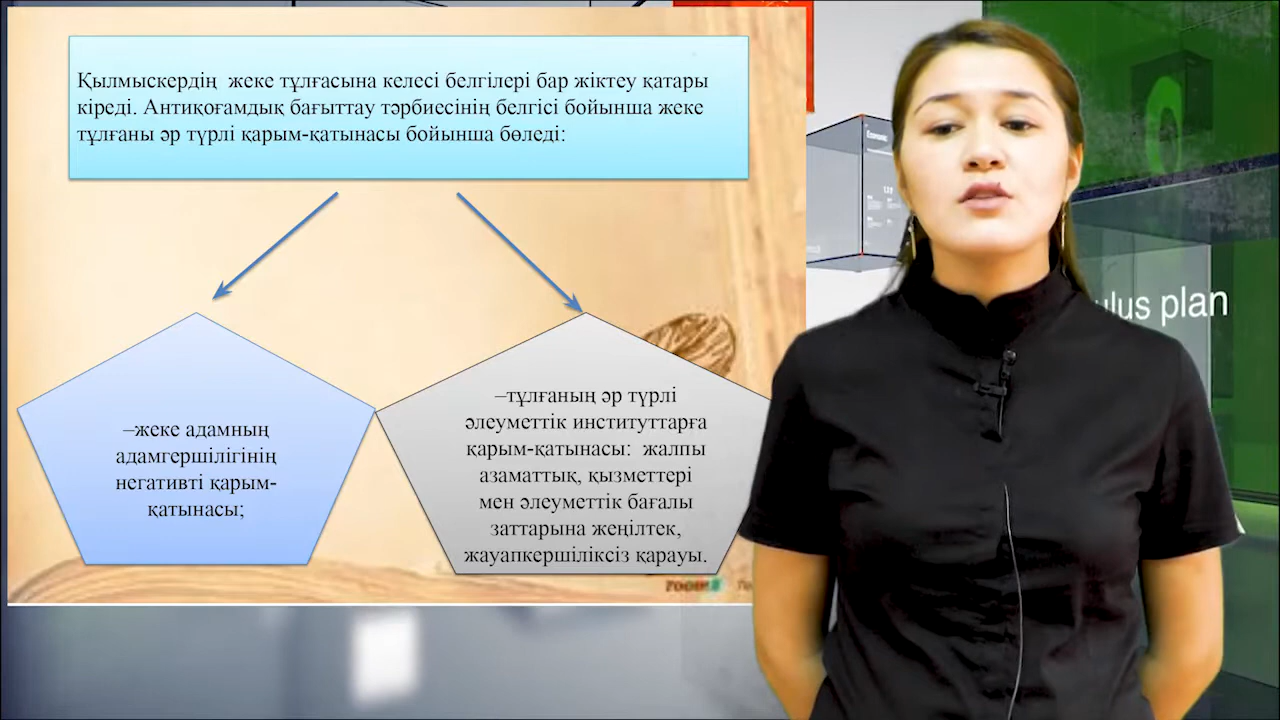 Қылмыскердің жеке тұлғасына келесі белгілері бар жіктеу қатары
кіреді. Антиқоғамдық бағыттау тәрбиесінің белгісі бойынша жеке
тұлғаны әр түрлі қарым-қатынасы бойынша бөледі:
–жеке адамның
адамгершілігінің
негативті қарым-
қатынасы;
–тұлғаның әр түрлі
әлеуметтік институттарға
қарым-қатынасы: жалпы
азаматтық, қызметтері
мен әлеуметтік бағалы
заттарына жеңілтек,
жауапкершіліксіз қарауы.
ulus plan